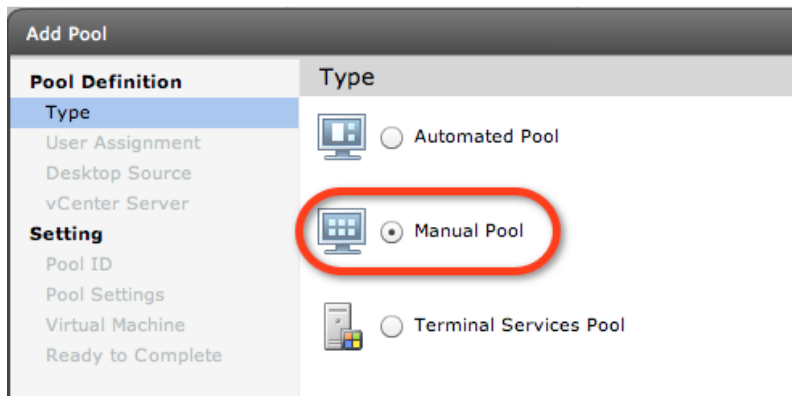 Add Pool
Pool Definition
Type
User Assignment
Desktop Source
vCenter Server
Setting
Pool ID
Pool Settings
Virtual Machine
Ready to Complete
Type
Automated Pool
Manual Pool
Terminal Services Pool